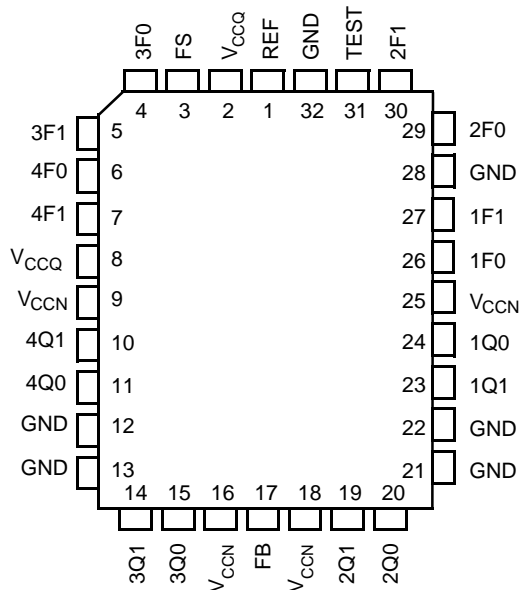 3F0 FS VCCQ REF GND TEST 2F1
4 3 2 1 32 31 30
3F1 5 29 2F0
4F0 6 28 GND
4F1 7 27 1F1
VCCQ 8 26 1F0
VCCN 9 25 VCCN
4Q1 10 24 1Q0
4Q0 11 23 1Q1
GND 12 22 GND
GND 13 21 GND
14 15 16 17 18 19 20
3Q1 3Q0 VCCN FB VCCN 2Q1 2Q0